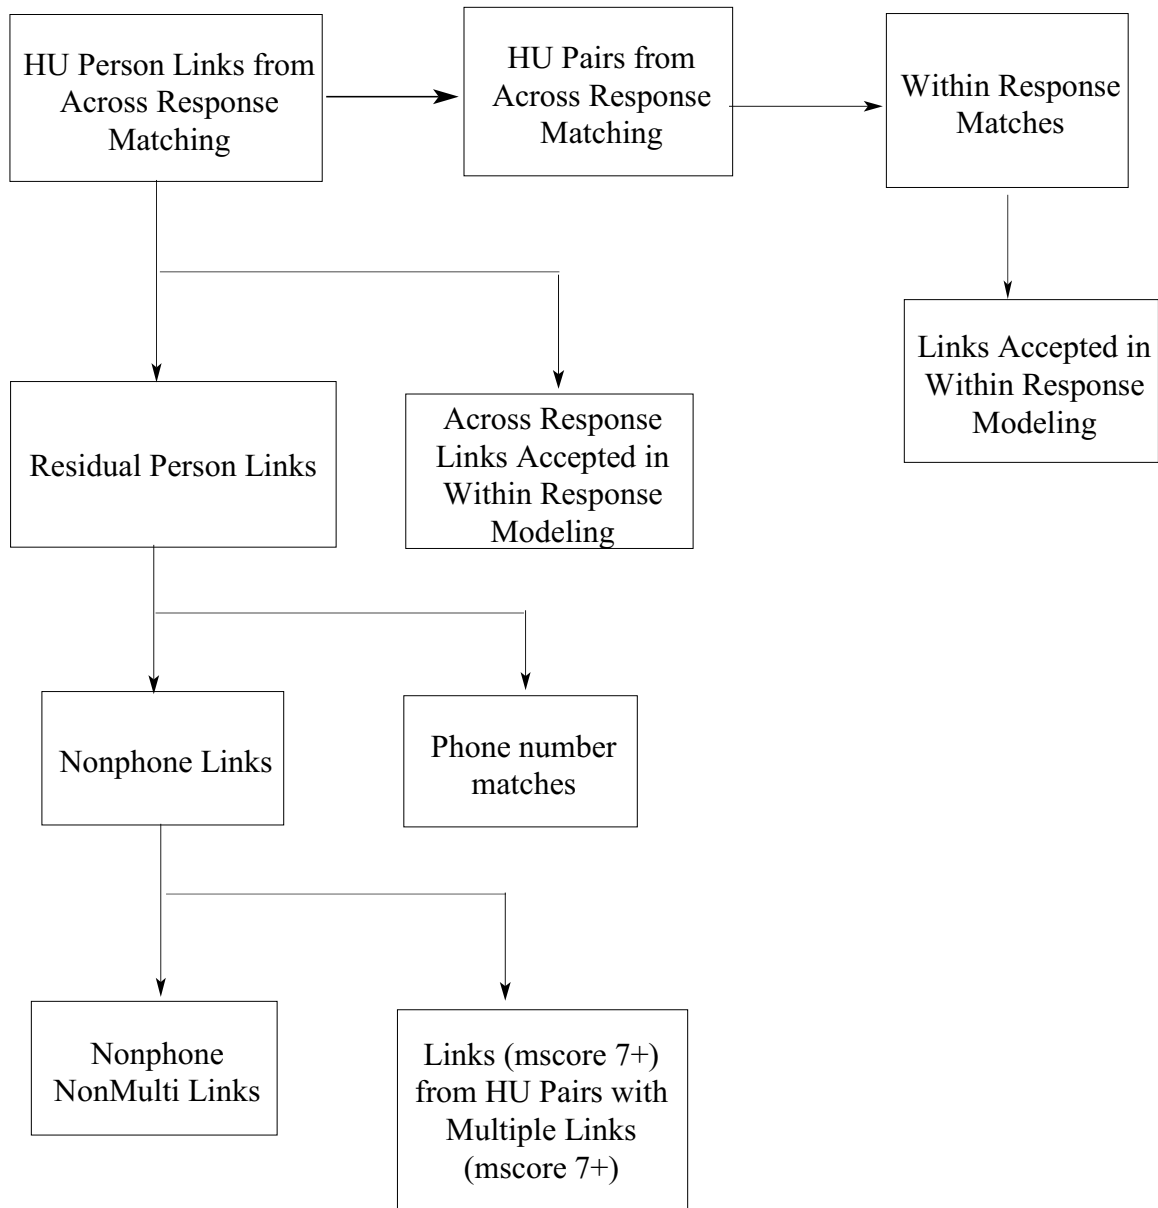 HU Person Links from
Across Response
Matching
HU Pairs from
Across Response
Matching
Within Response
Matches
Links Accepted in
Within Response
Modeling
Residual Person Links
Across Response
Links Accepted in
Within Response
Modeling
Nonphone Links
Phone number
matches
Nonphone
NonMulti Links
Links (mscore 7+)
from HU Pairs with
Multiple Links
(mscore 7+)